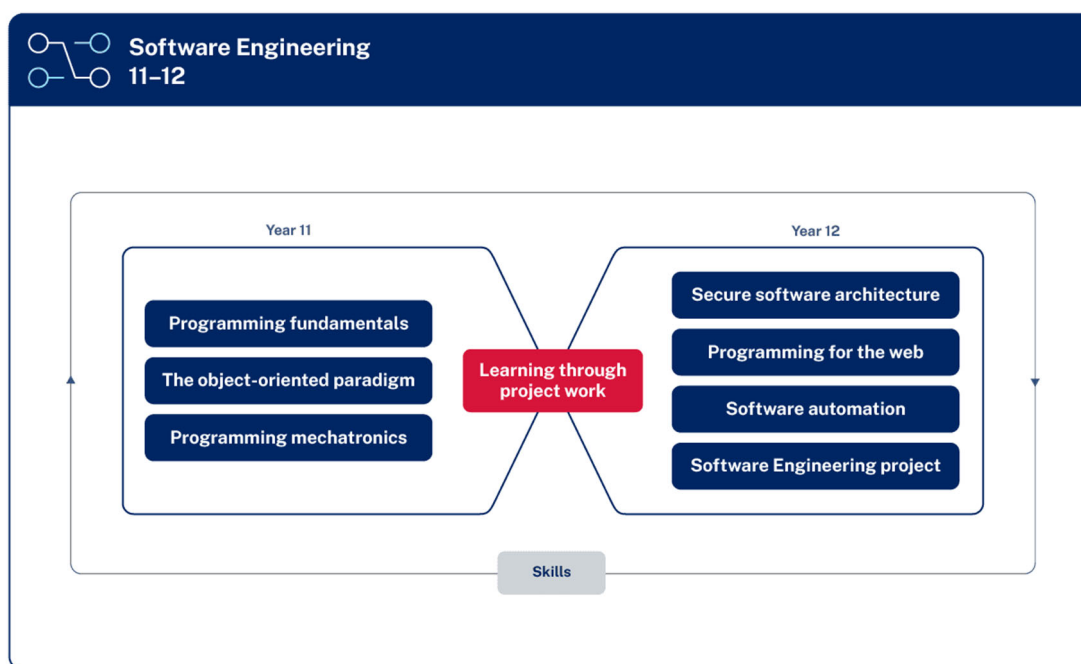 Software Engineering
11–12
Year 11
Programming fundamentals
The object-oriented paradigm
Programming mechatronics
Learning through
project work
Year 12
Secure software architecture
Programming for the web
Software automation
Software Engineering project
Skills